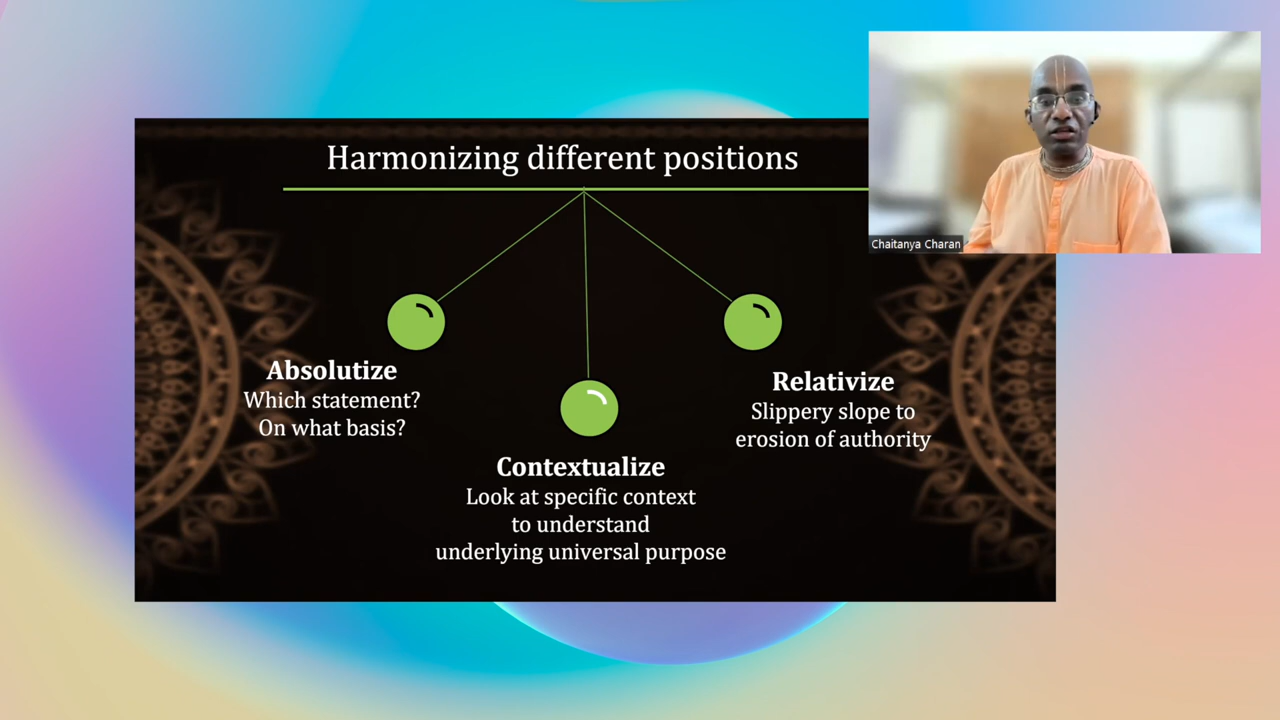 Harmonizing different positions
Absolutize
Which statement?
On what basis?
Contextualize
Look at specific context
to understand
underlying universal purpose
Relativize
Slippery slope to
erosion of authority
Chaitanya Charan